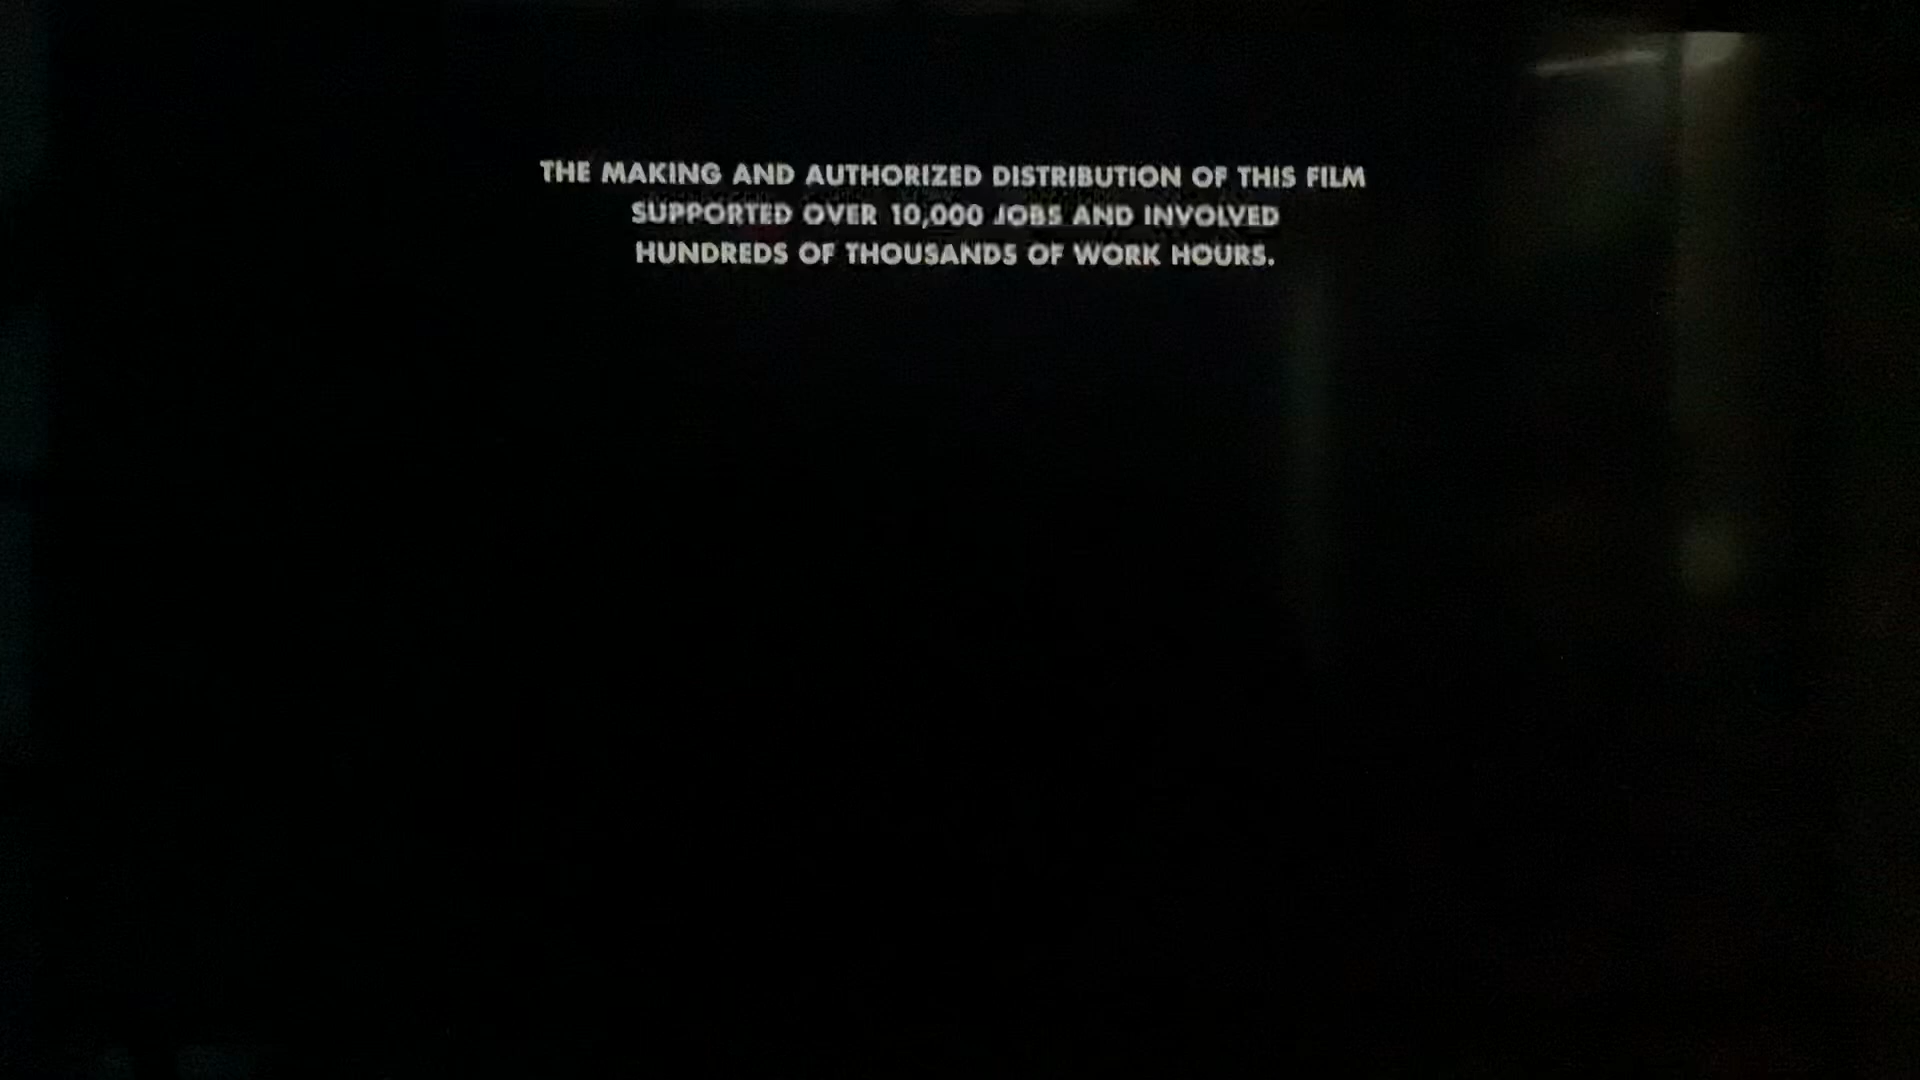 THE MAKING AND AUTHORIZED DISTRIBUTION OF THIS FILM
SUPPORTED OVER 10,000 JOBS AND INVOLVED
HUNDREDS OF THOUSANDS OF WORK HOURS.